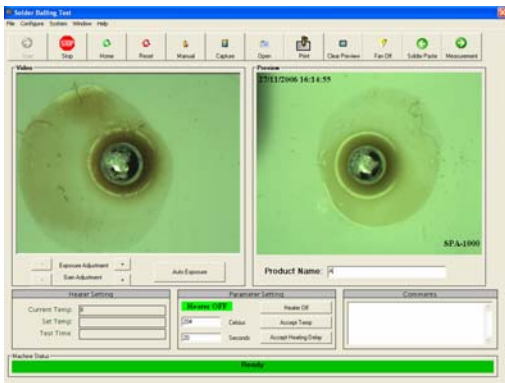 Solder Balling Test
File Configure System Window Help
Start Stop Home Reset Manual Capture Open Print Clear Preview Fan Off Solder Paste Measurement
Video
Preview
27/11/2006 16:14:55
SPA-1000
- Exposure Adjustment +
- Gain Adjustment +
Auto Exposure
Product Name: A
Heater Setting
Current Temp:
Set Temp:
Test Time
Parameter Setting
Heater OFF
Heater Off
204 Celsius Accept Temp
20 Seconds Accept Heating Delay
Comments
Machine Status
Ready